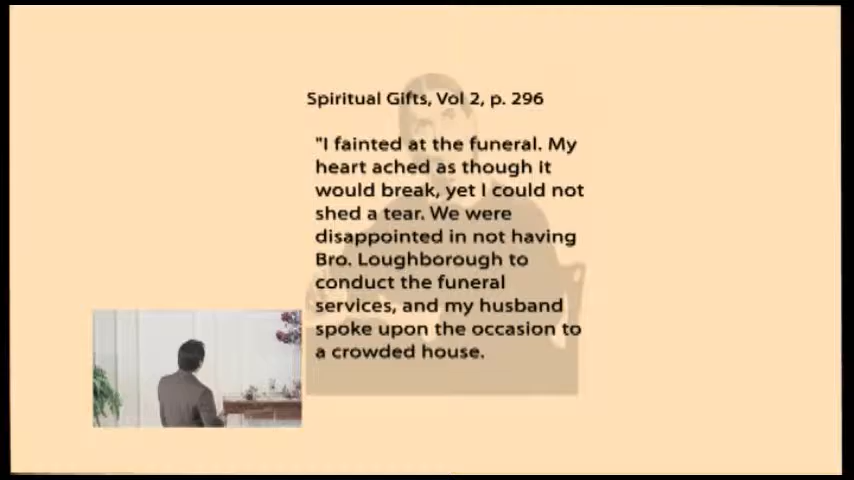 Spiritual Gifts, Vol 2, p. 296
"I fainted at the funeral. My
heart ached as though it
would break, yet I could not
shed a tear. We were
disappointed in not having
Bro. Loughborough to
conduct the funeral
services, and my husband
spoke upon the occasion to
a crowded house.